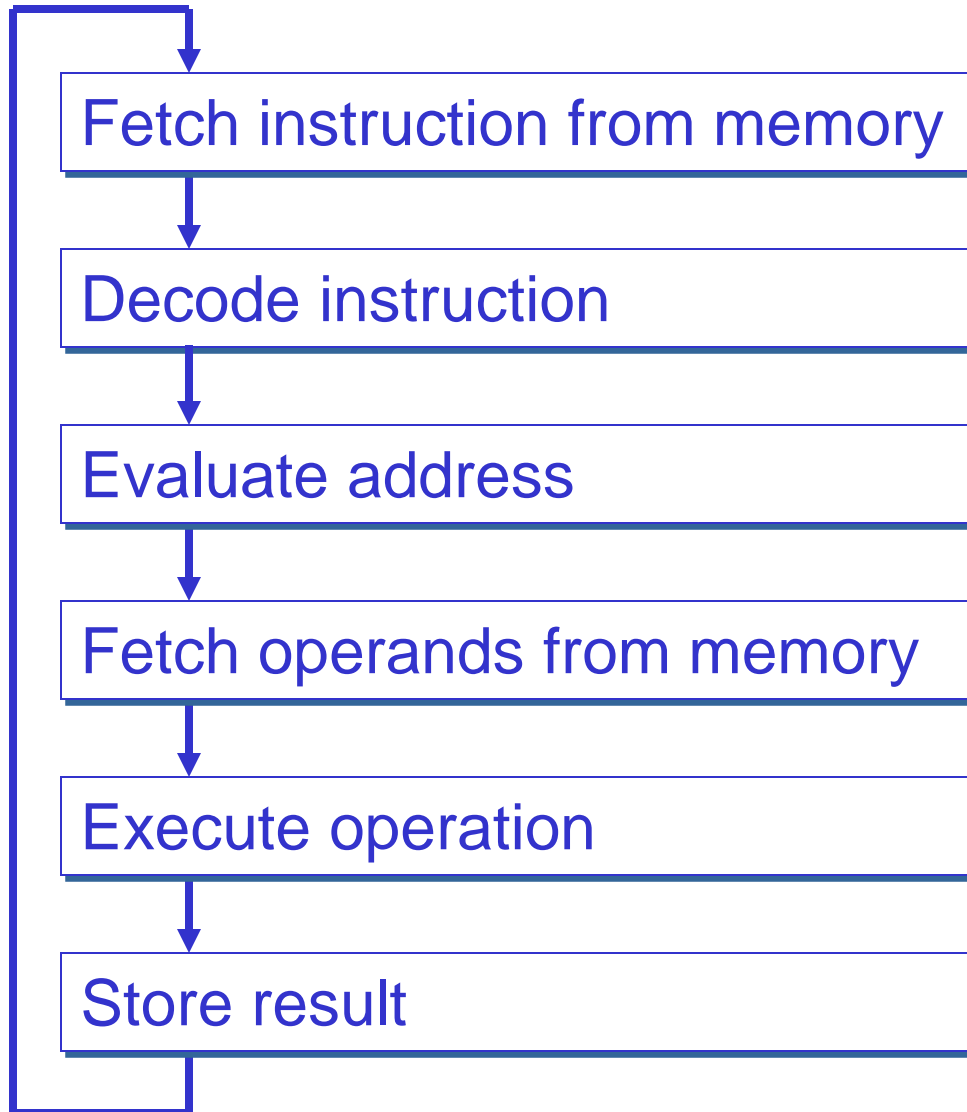 Fetch instruction from memory
Decode instruction
Evaluate address
Fetch operands from memory
Execute operation
Store result